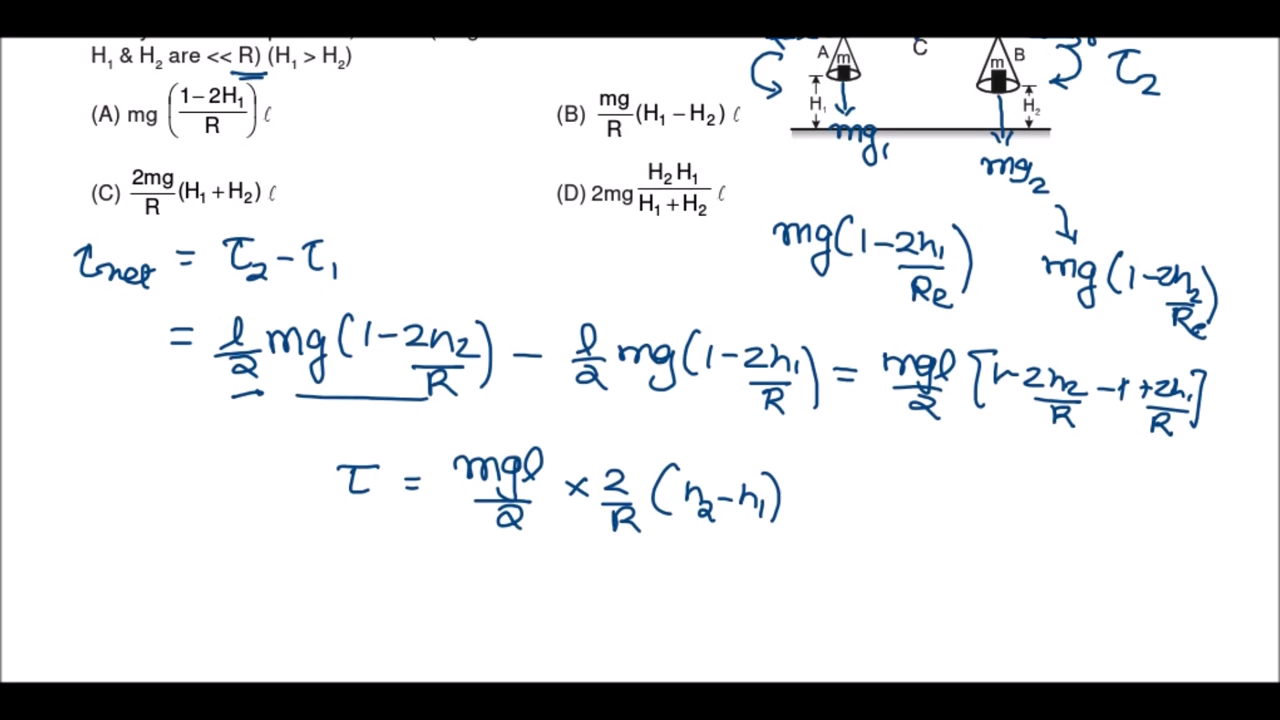 H₁ & H₂ are << R) (H₁ > H₂)
(A) mg ((1–2H₁)/R) ℓ
(B) mg/R (H₁ – H₂) ℓ
(C) 2mg/R (H₁ + H₂) ℓ
(D) 2mg H₂ H₁/(H₁ + H₂) ℓ
A m C m B τ₂
H₁ H₂
mg₁ mg₂
mg(1-2h₁/Re) mg(1-2h₂/Re)
τnet = τ₂-τ₁
= l/2 mg(1-2h₂/R) - l/2 mg(1-2h₁/R) = mgl/2 [1-2h₂/R -1+2h₁/R]
τ = mgl/2 × 2/R (h₂-h₁)